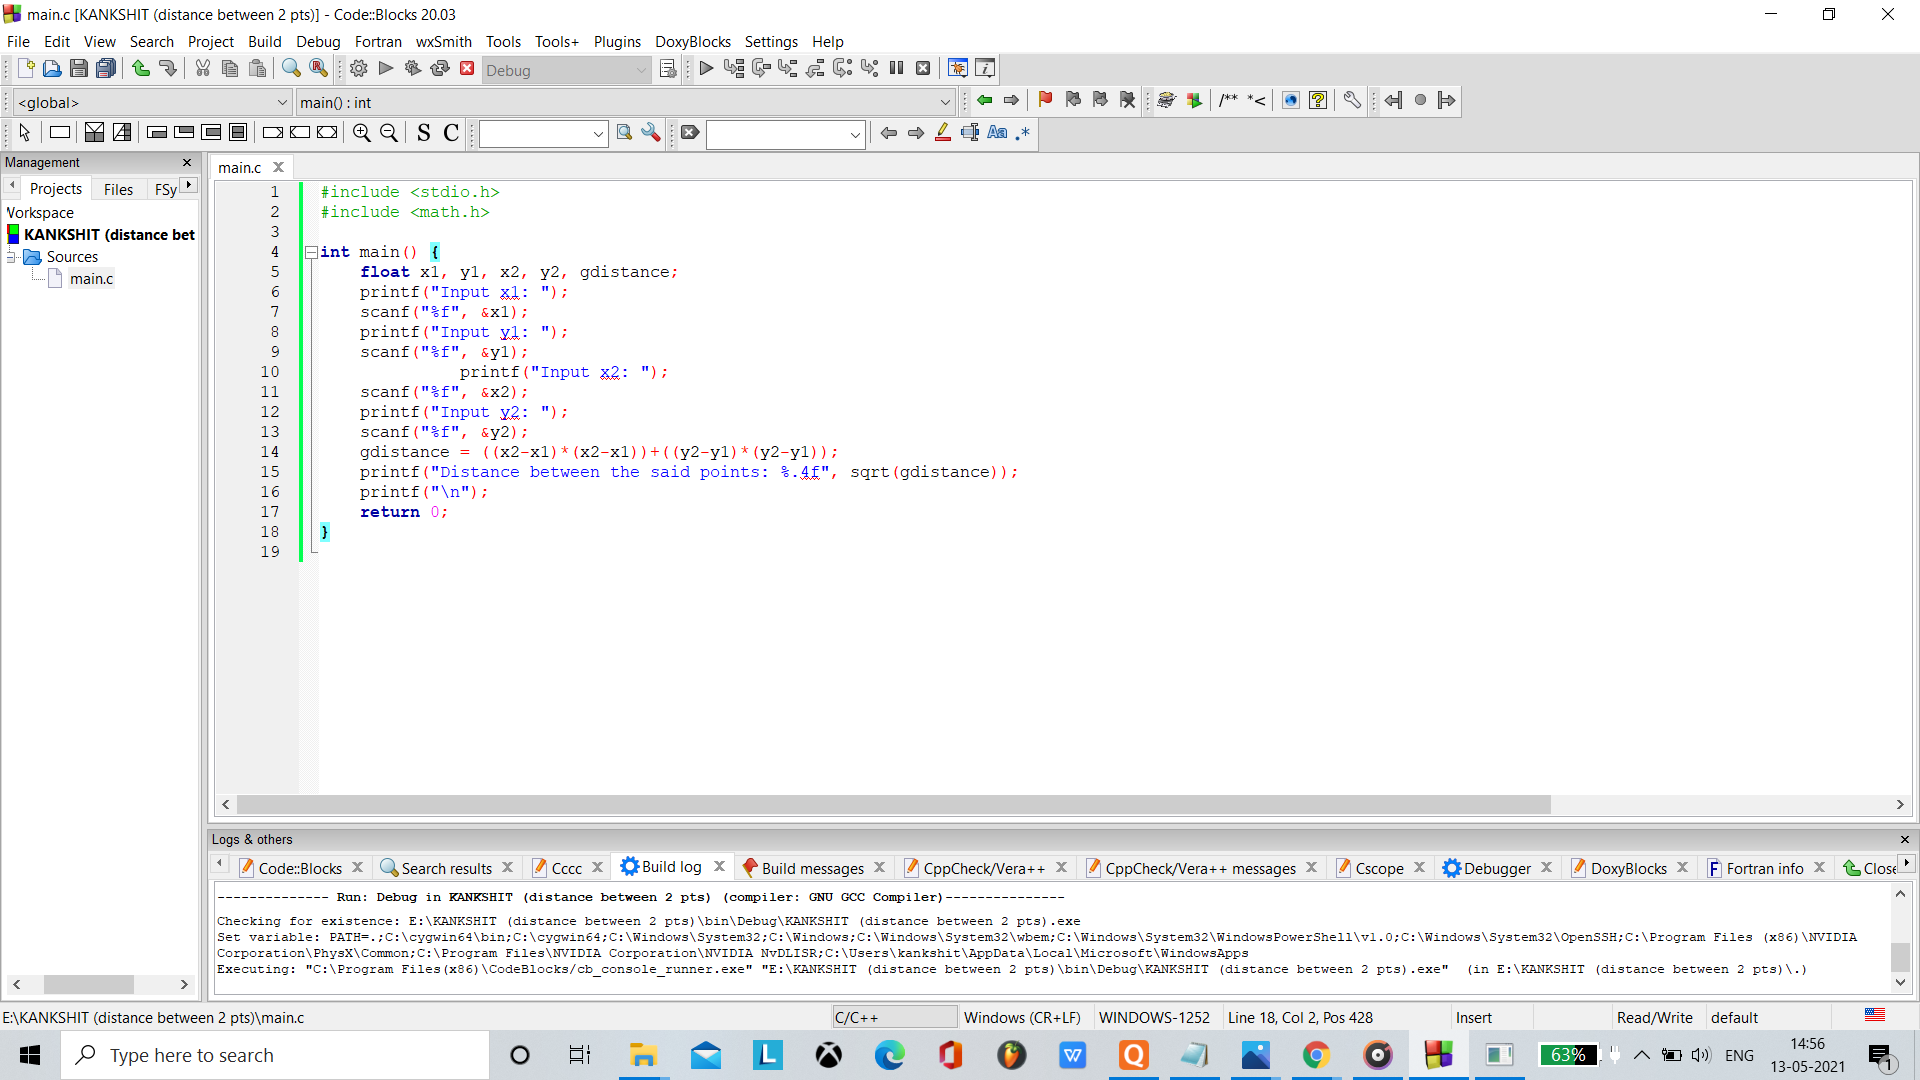 main.c [KANKSHIT (distance between 2 pts)] - Code::Blocks 20.03
File Edit View Search Project Build Debug Fortran wxSmith Tools Tools+ Plugins DoxyBlocks Settings Help
Debug
<global> main() : int /** *<
S C Aa .*
Management
main.c
Projects Files FSy
Workspace
KANKSHIT (distance bet
Sources
main.c
1 #include <stdio.h>
2 #include <math.h>
3
4 int main() {
5 float x1, y1, x2, y2, gdistance;
6 printf("Input x1: ");
7 scanf("%f", &x1);
8 printf("Input y1: ");
9 scanf("%f", &y1);
10 printf("Input x2: ");
11 scanf("%f", &x2);
12 printf("Input y2: ");
13 scanf("%f", &y2);
14 gdistance = ((x2-x1)*(x2-x1))+((y2-y1)*(y2-y1));
15 printf("Distance between the said points: %.4f", sqrt(gdistance));
16 printf("\n");
17 return 0;
18 }
19
Logs & others
Code::Blocks Search results Cccc Build log Build messages CppCheck/Vera++ CppCheck/Vera++ messages Cscope Debugger DoxyBlocks Fortran info Close
-------------- Run: Debug in KANKSHIT (distance between 2 pts) (compiler: GNU GCC Compiler)---------------
Checking for existence: E:\KANKSHIT (distance between 2 pts)\bin\Debug\KANKSHIT (distance between 2 pts).exe
Set variable: PATH=.;C:\cygwin64\bin;C:\cygwin64;C:\Windows\System32;C:\Windows;C:\Windows\System32\wbem;C:\Windows\System32\WindowsPowerShell\v1.0;C:\Windows\System32\OpenSSH;C:\Program Files (x86)\NVIDIA
Corporation\PhysX\Common;C:\Program Files\NVIDIA Corporation\NVIDIA NvDLISR;C:\Users\kankshit\AppData\Local\Microsoft\WindowsApps
Executing: "C:\Program Files(x86)\CodeBlocks/cb_console_runner.exe" "E:\KANKSHIT (distance between 2 pts)\bin\Debug\KANKSHIT (distance between 2 pts).exe" (in E:\KANKSHIT (distance between 2 pts)\.)
E:\KANKSHIT (distance between 2 pts)\main.c C/C++ Windows (CR+LF) WINDOWS-1252 Line 18, Col 2, Pos 428 Insert Read/Write default
Type here to search
63%
ENG
14:56
13-05-2021
1